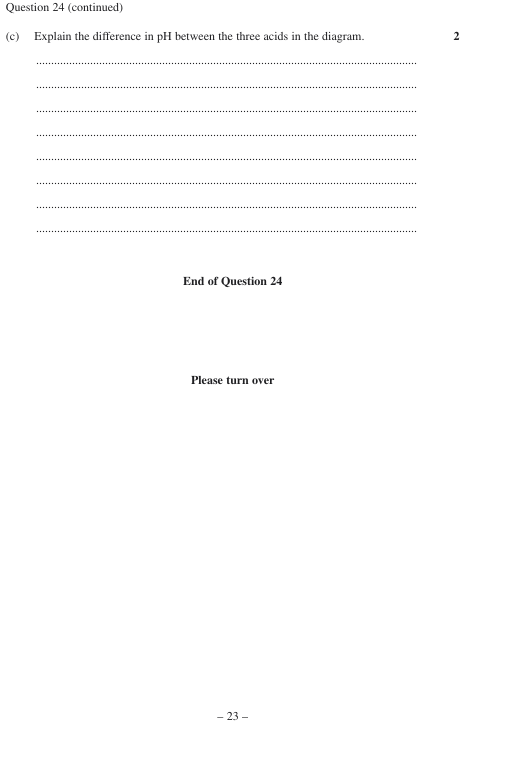 Question 24 (continued)
(c) Explain the difference in pH between the three acids in the diagram. 2
................................................................................................................................
................................................................................................................................
................................................................................................................................
................................................................................................................................
................................................................................................................................
................................................................................................................................
................................................................................................................................
................................................................................................................................
End of Question 24
Please turn over
– 23 –